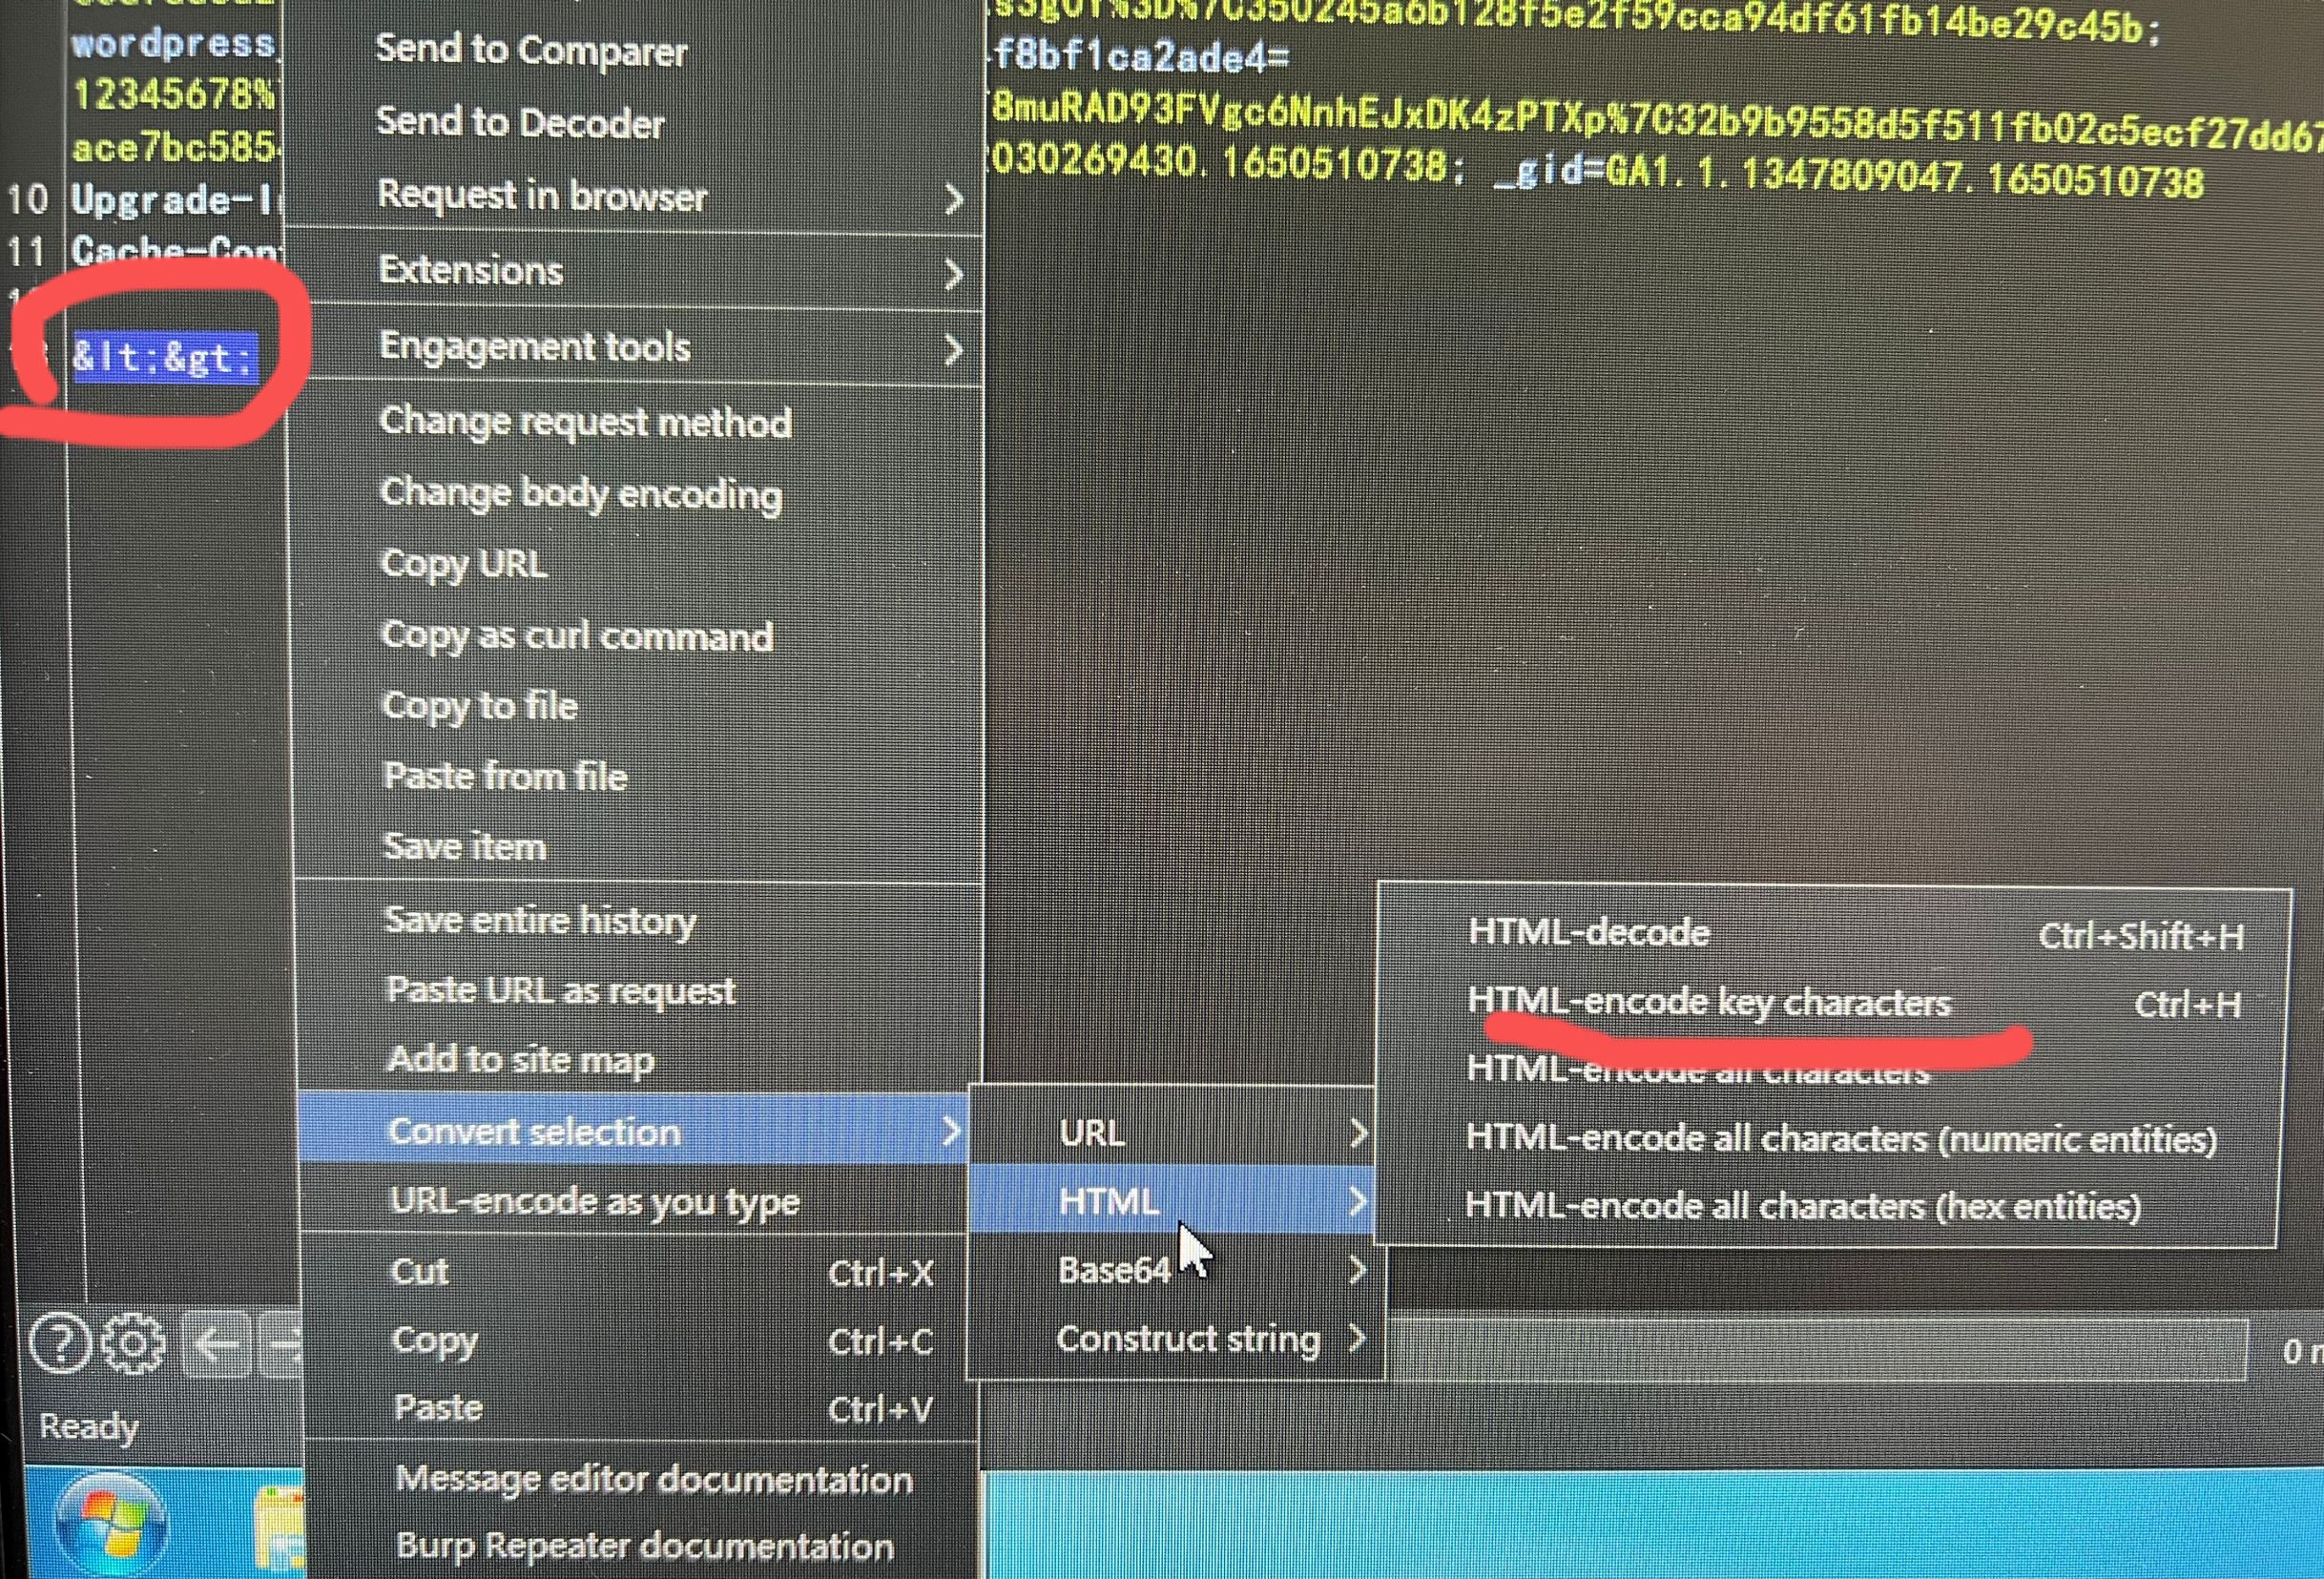 s3g0Y%3D%7C350245a6b128f5e2f59cca94df61fb14be29c45b;
wordpress
f8bf1ca2ade4=
12345678%
8muRAD93FVgc6NnhEJxDK4zPTXp%7C32b9b9558d5f511fb02c5ecf27dd67
ace7bc585
030269430.1650510738; _gid=GA1.1.1347809047.1650510738
10 Upgrade-I
11 Cache-Con
&lt;&gt;
Send to Comparer
Send to Decoder
Request in browser
Extensions
Engagement tools
Change request method
Change body encoding
Copy URL
Copy as curl command
Copy to file
Paste from file
Save item
Save entire history
Paste URL as request
Add to site map
Convert selection
URL-encode as you type
Cut Ctrl+X
Copy Ctrl+C
Paste Ctrl+V
Message editor documentation
Burp Repeater documentation
URL
HTML
Base64
Construct string
HTML-decode Ctrl+Shift+H
HTML-encode key characters Ctrl+H
HTML-encode all characters
HTML-encode all characters (numeric entities)
HTML-encode all characters (hex entities)
0
Ready